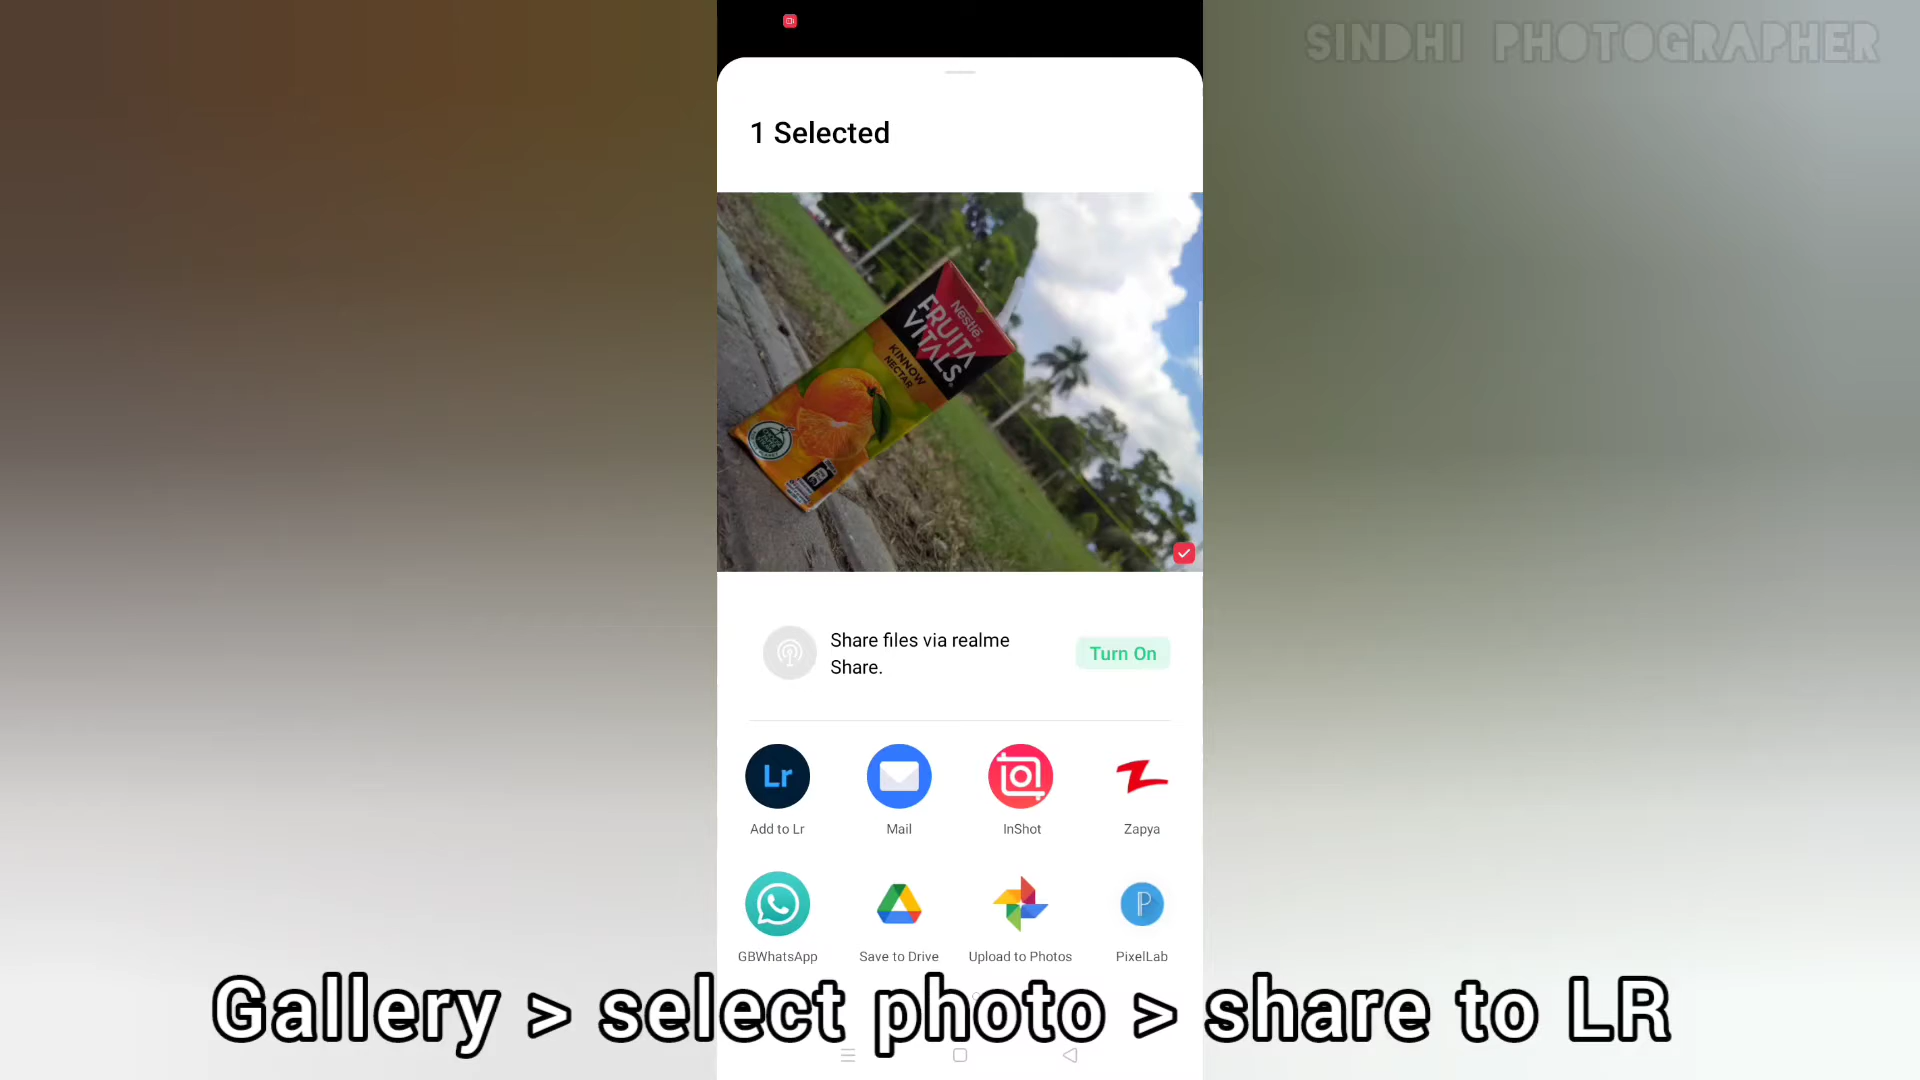 SINDHI PHOTOGRAPHER
1 Selected
Nestlé
FRUITA
VITALS
KINNOW
NECTAR
Share files via realme
Share.
Turn On
Lr
Add to Lr
Mail
InShot
Zapya
GBWhatsApp
Save to Drive
Upload to Photos
P
PixelLab
Gallery > select photo > share to LR